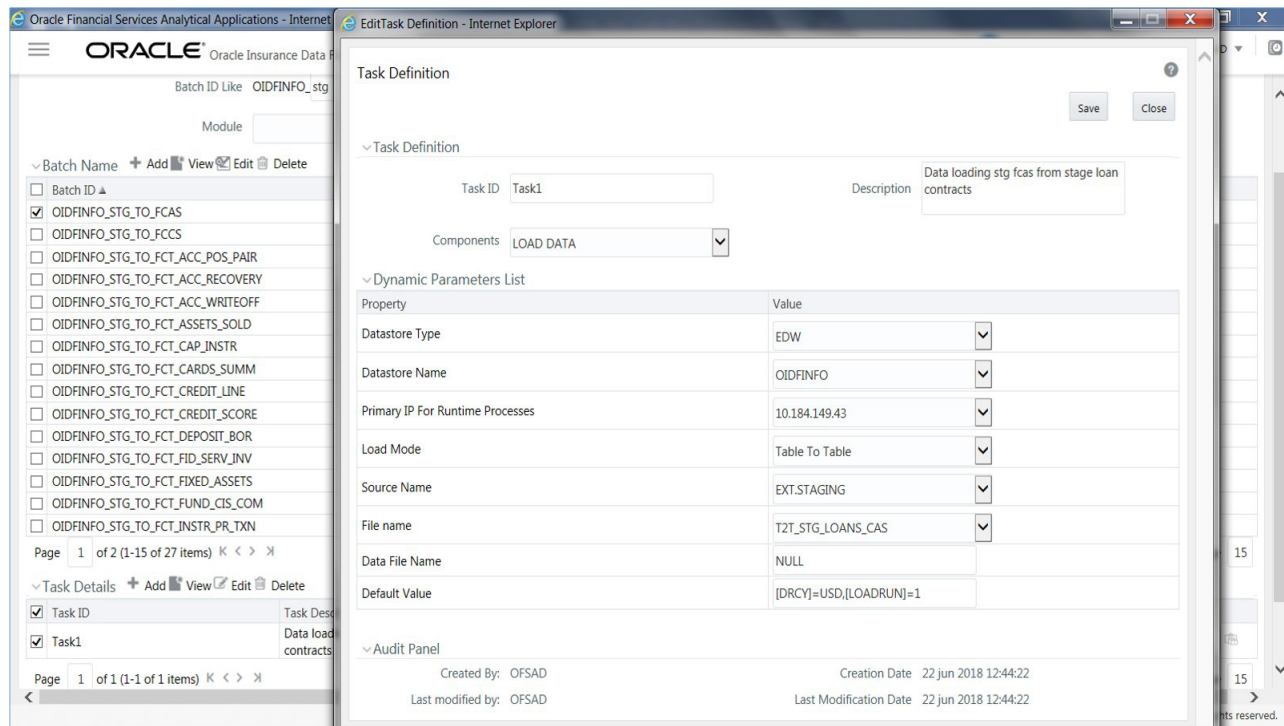 Oracle Financial Services Analytical Applications - Internet
EditTask Definition - Internet Explorer
ORACLE® Oracle Insurance Data
Batch ID Like OIDFINFO_ stg
Module
Batch Name Add View Edit Delete
Batch ID
OIDFINFO_STG_TO_FCAS
OIDFINFO_STG_TO_FCCS
OIDFINFO_STG_TO_FCT_ACC_POS_PAIR
OIDFINFO_STG_TO_FCT_ACC_RECOVERY
OIDFINFO_STG_TO_FCT_ACC_WRITEOFF
OIDFINFO_STG_TO_FCT_ASSETS_SOLD
OIDFINFO_STG_TO_FCT_CAP_INSTR
OIDFINFO_STG_TO_FCT_CARDS_SUMM
OIDFINFO_STG_TO_FCT_CREDIT_LINE
OIDFINFO_STG_TO_FCT_CREDIT_SCORE
OIDFINFO_STG_TO_FCT_DEPOSIT_BOR
OIDFINFO_STG_TO_FCT_FID_SERV_INV
OIDFINFO_STG_TO_FCT_FIXED_ASSETS
OIDFINFO_STG_TO_FCT_FUND_CIS_COM
OIDFINFO_STG_TO_FCT_INSTR_PR_TXN
Page 1 of 2 (1-15 of 27 items)
15
Task Details Add View Edit Delete
Task ID Task Desc
Task1 Data load
contracts
Page 1 of 1 (1-1 of 1 items)
15
Task Definition
Save Close
Task Definition
Task ID Task1
Description Data loading stg fcas from stage loan
contracts
Components LOAD DATA
Dynamic Parameters List
Property Value
Datastore Type EDW
Datastore Name OIDFINFO
Primary IP For Runtime Processes 10.184.149.43
Load Mode Table To Table
Source Name EXT.STAGING
File name T2T_STG_LOANS_CAS
Data File Name NULL
Default Value [DRCY]=USD,[LOADRUN]=1
Audit Panel
Created By: OFSAD Creation Date 22 jun 2018 12:44:22
Last modified by: OFSAD Last Modification Date 22 jun 2018 12:44:22
reserved.